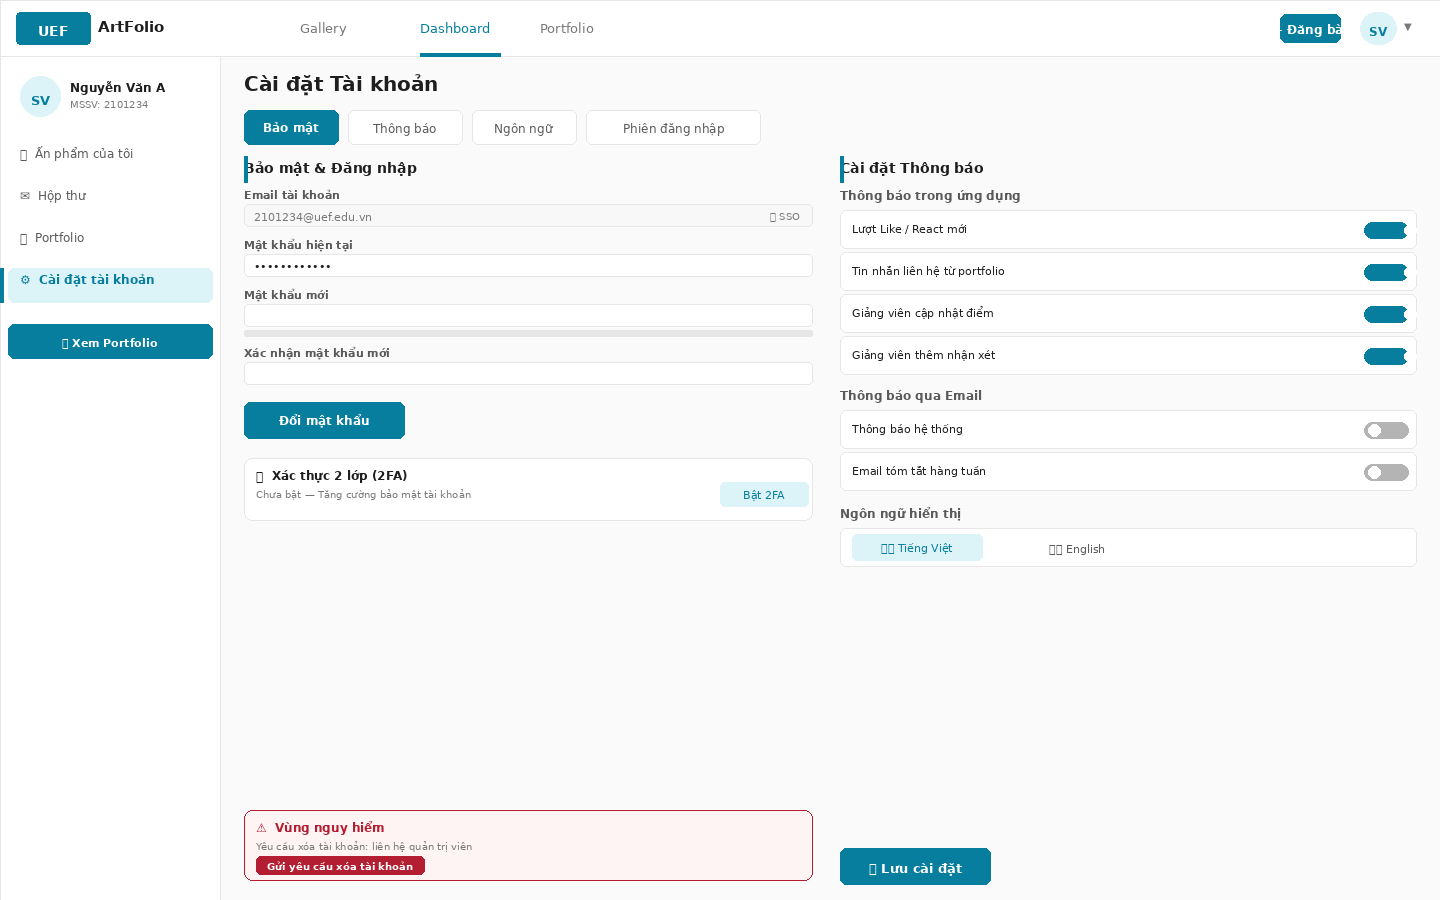 UEF
ArtFolio
Gallery
Dashboard
Portfolio
Đăng bà
SV
▼
SV
Nguyễn Văn A
MSSV: 2101234
Ấn phẩm của tôi
✉ Hộp thư
Portfolio
⚙ Cài đặt tài khoản
Xem Portfolio
Cài đặt Tài khoản
Bảo mật
Thông báo
Ngôn ngữ
Phiên đăng nhập
Bảo mật & Đăng nhập
Email tài khoản
2101234@uef.edu.vn
SSO
Mật khẩu hiện tại
••••••••••••
Mật khẩu mới
Xác nhận mật khẩu mới
Đổi mật khẩu
Xác thực 2 lớp (2FA)
Chưa bật — Tăng cường bảo mật tài khoản
Bật 2FA
⚠ Vùng nguy hiểm
Yêu cầu xóa tài khoản: liên hệ quản trị viên
Gửi yêu cầu xóa tài khoản
Cài đặt Thông báo
Thông báo trong ứng dụng
Lượt Like / React mới
Tin nhắn liên hệ từ portfolio
Giảng viên cập nhật điểm
Giảng viên thêm nhận xét
Thông báo qua Email
Thông báo hệ thống
Email tóm tắt hàng tuần
Ngôn ngữ hiển thị
Tiếng Việt
English
Lưu cài đặt